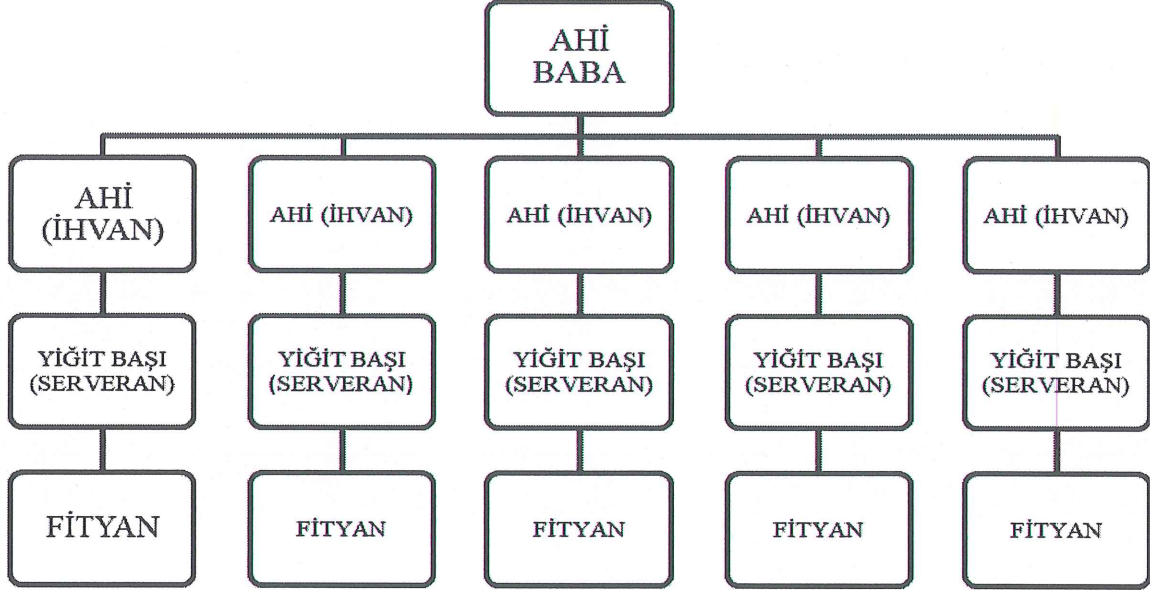 AHİ
BABA
AHİ
(İHVAN)
AHİ (İHVAN)
AHİ (İHVAN)
AHİ (İHVAN)
AHİ (İHVAN)
YİĞİT BAŞI
(SERVERAN)
YİĞİT BAŞI
(SERVERAN)
YİĞİT BAŞI
(SERVERAN)
YİĞİT BAŞI
(SERVERAN)
YİĞİT BAŞI
(SERVERAN)
FİTYAN
FİTYAN
FİTYAN
FİTYAN
FİTYAN